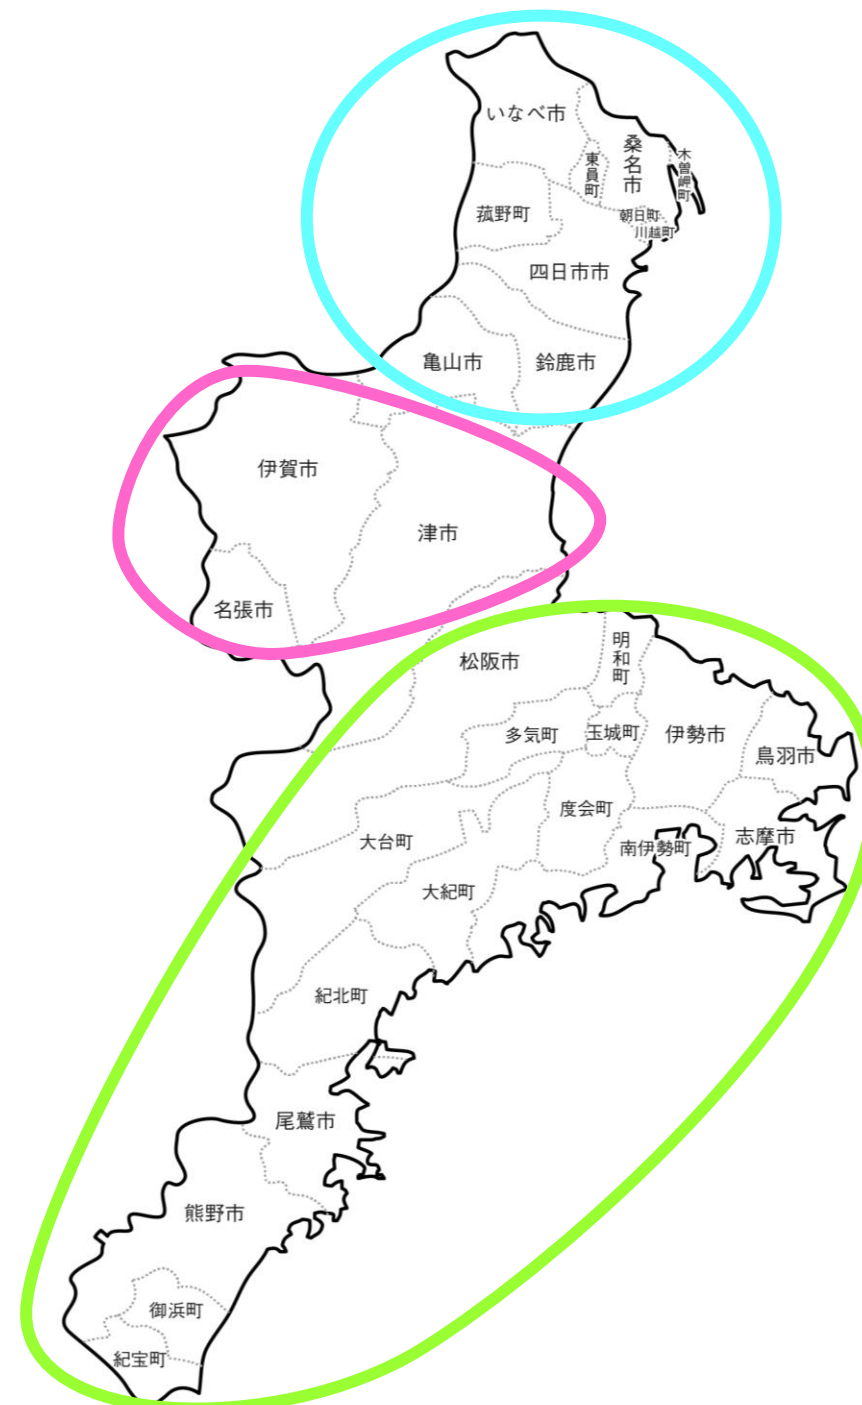 いなべ市
東員町
桑名市
木曽岬町
菰野町
朝日町
川越町
四日市市
亀山市
鈴鹿市
伊賀市
津市
名張市
松阪市
明和町
多気町
玉城町
伊勢市
鳥羽市
度会町
大台町
南伊勢町
志摩市
大紀町
紀北町
尾鷲市
熊野市
御浜町
紀宝町